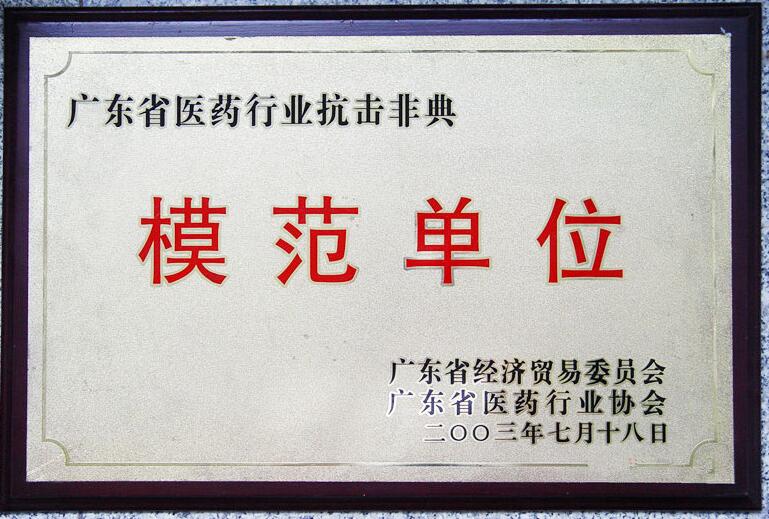 广东省医药行业抗击非典
模范单位
广东省经济贸易委员会
广东省医药行业协会
二〇〇三年七月十八日